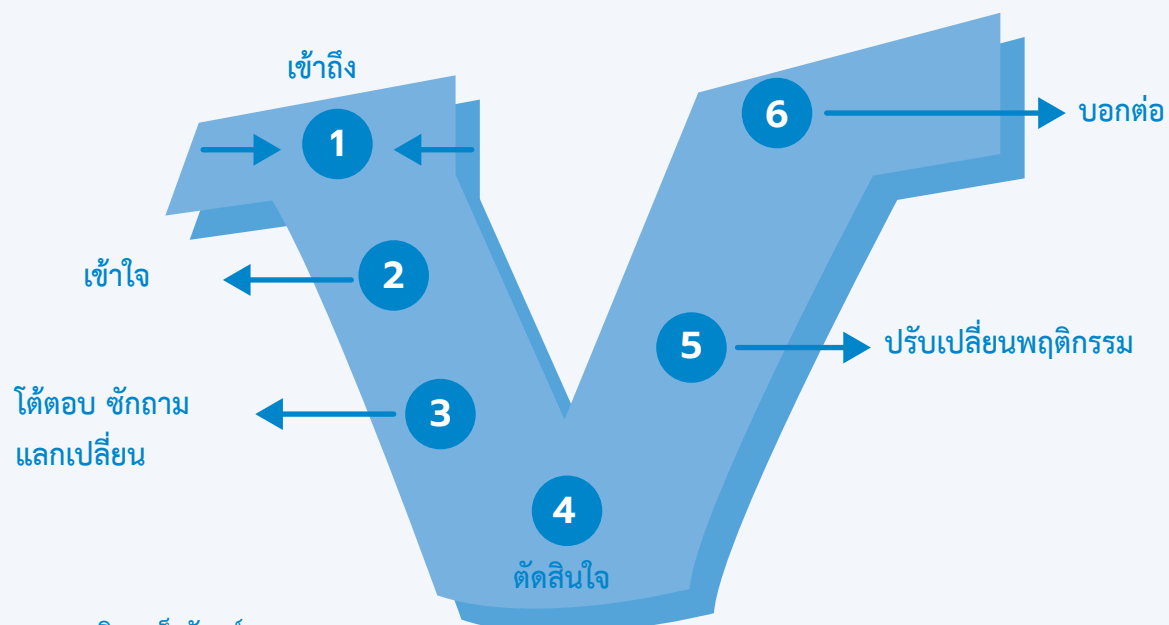 เข้าถึง
1
6
บอกต่อ
2
เข้าใจ
5
ปรับเปลี่ยนพฤติกรรม
โต้ตอบ ซักถาม
แลกเปลี่ยน
3
4
ตัดสินใจ